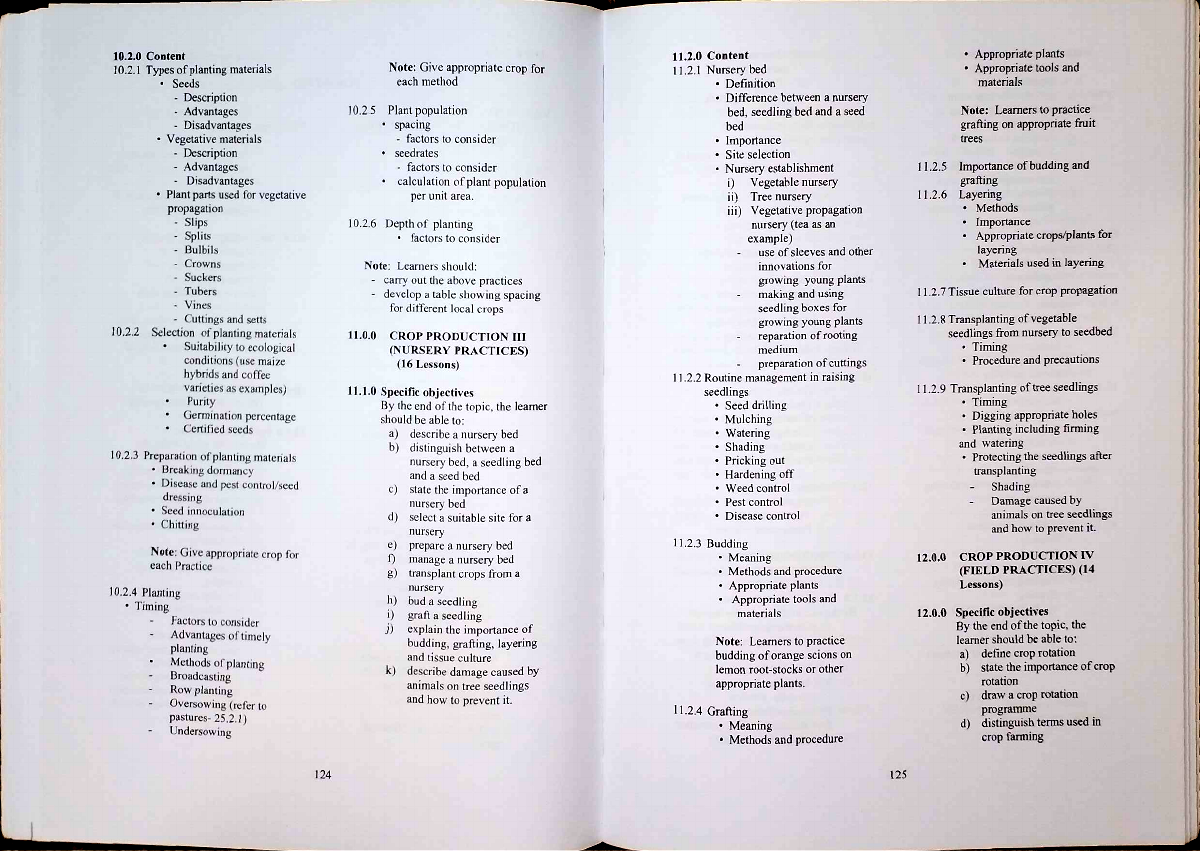 10.2.0 Content
10.2.1 Types of planting materials
• Seeds
- Description
- Advantages
- Disadvantages
• Vegetative materials
- Description
- Advantages
- Disadvantages
• Plant parts used for vegetative
propagation
- Slips
- Splits
- Bulbils
- Crowns
- Suckers
- Tubers
- Vines
- Cuttings and setts
10.2.2 Selection of planting materials
• Suitability to ecological
conditions (use maize
hybrids and coffee
varieties as examples)
• Purity
• Germination percentage
• Certified seeds
10.2.3 Preparation of planting materials
• Breaking dormancy
• Disease and pest control/seed
dressing
• Seed innoculation
• Chitting
Note: Give appropriate crop for
each Practice
10.2.4 Planting
• Timing
- Factors to consider
- Advantages of timely
planting
• Methods of planting
- Broadcasting
- Row planting
- Oversowing (refer to
pastures- 25.2.1)
- Undersowing
Note: Give appropriate crop for
each method
10.2 5 Plant population
• spacing
- factors to consider
• seedrates
- factors to consider
• calculation of plant population
per unit area.
10.2.6 Depth of planting
• factors to consider
Note: Learners should:
- carry out the above practices
- develop a table showing spacing
for different local crops
11.0.0 CROP PRODUCTION III
(NURSERY PRACTICES)
(16 Lessons)
11.1.0 Specific objectives
By the end of the topic, the learner
should be able to:
a) describe a nursery bed
b) distinguish between a
nursery bed, a seedling bed
and a seed bed
c) state the importance of a
nursery bed
d) select a suitable site for a
nursery
e) prepare a nursery bed
f) manage a nursery bed
g) transplant crops from a
nursery
h) bud a seedling
i) graft a seedling
j) explain the importance of
budding, grafting, layering
and tissue culture
k) describe damage caused by
animals on tree seedlings
and how to prevent it.
124
11.2.0 Content
11.2.1 Nursery bed
• Definition
• Difference between a nursery
bed, seedling bed and a seed
bed
• Importance
• Site selection
• Nursery establishment
i) Vegetable nursery
ii) Tree nursery
iii) Vegetative propagation
nursery (tea as an
example)
- use of sleeves and other
innovations for
growing young plants
- making and using
seedling boxes for
growing young plants
- reparation of rooting
medium
- preparation of cuttings
11.2.2 Routine management in raising
seedlings
• Seed drilling
• Mulching
• Watering
• Shading
• Pricking out
• Hardening off
• Weed control
• Pest control
• Disease control
11.2.3 Budding
• Meaning
• Methods and procedure
• Appropriate plants
• Appropriate tools and
materials
Note: Learners to practice
budding of orange scions on
lemon root-stocks or other
appropriate plants.
11.2.4 Grafting
• Meaning
• Methods and procedure
• Appropriate plants
• Appropriate tools and
materials
Note: Learners to practice
grafting on appropriate fruit
trees
11.2.5 Importance of budding and
grafting
11.2.6 Layering
• Methods
• Importance
• Appropriate crops/plants for
layering
• Materials used in layering
11.2.7 Tissue culture for crop propagation
11.2.8 Transplanting of vegetable
seedlings from nursery to seedbed
• Timing
• Procedure and precautions
11.2.9 Transplanting of tree seedlings
• Timing
• Digging appropriate holes
• Planting including firming
and watering
• Protecting the seedlings after
transplanting
- Shading
- Damage caused by
animals on tree seedlings
and how to prevent it.
12.0.0 CROP PRODUCTION IV
(FIELD PRACTICES) (14
Lessons)
12.0.0 Specific objectives
By the end of the topic, the
learner should be able to:
a) define crop rotation
b) state the importance of crop
rotation
c) draw a crop rotation
programme
d) distinguish terms used in
crop farming
125